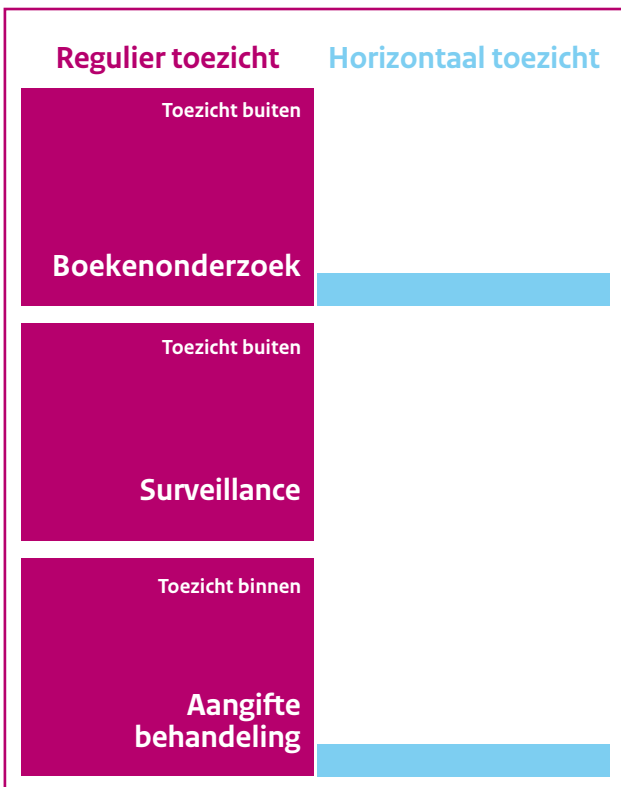 Regulier toezicht
Horizontaal toezicht
Toezicht buiten
Boekenonderzoek
Toezicht buiten
Surveillance
Toezicht binnen
Aangifte
behandeling